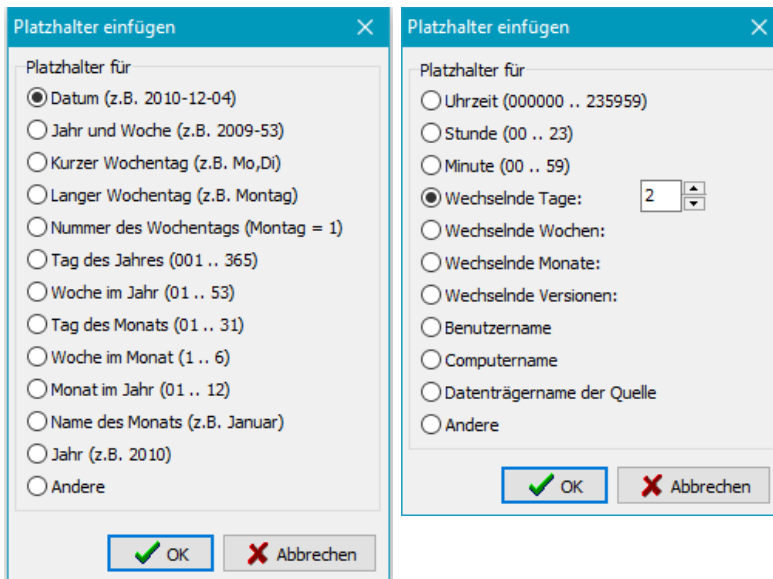 Platzhalter einfügen
Platzhalter für
Datum (z.B. 2010-12-04)
Jahr und Woche (z.B. 2009-53)
Kurzer Wochentag (z.B. Mo,Di)
Langer Wochentag (z.B. Montag)
Nummer des Wochentags (Montag = 1)
Tag des Jahres (001 .. 365)
Woche im Jahr (01 .. 53)
Tag des Monats (01 .. 31)
Woche im Monat (1 .. 6)
Monat im Jahr (01 .. 12)
Name des Monats (z.B. Januar)
Jahr (z.B. 2010)
Andere
OK Abbrechen
Platzhalter einfügen
Platzhalter für
Uhrzeit (000000 .. 235959)
Stunde (00 .. 23)
Minute (00 .. 59)
Wechselnde Tage: 2
Wechselnde Wochen:
Wechselnde Monate:
Wechselnde Versionen:
Benutzername
Computername
Datenträgername der Quelle
Andere
OK Abbrechen